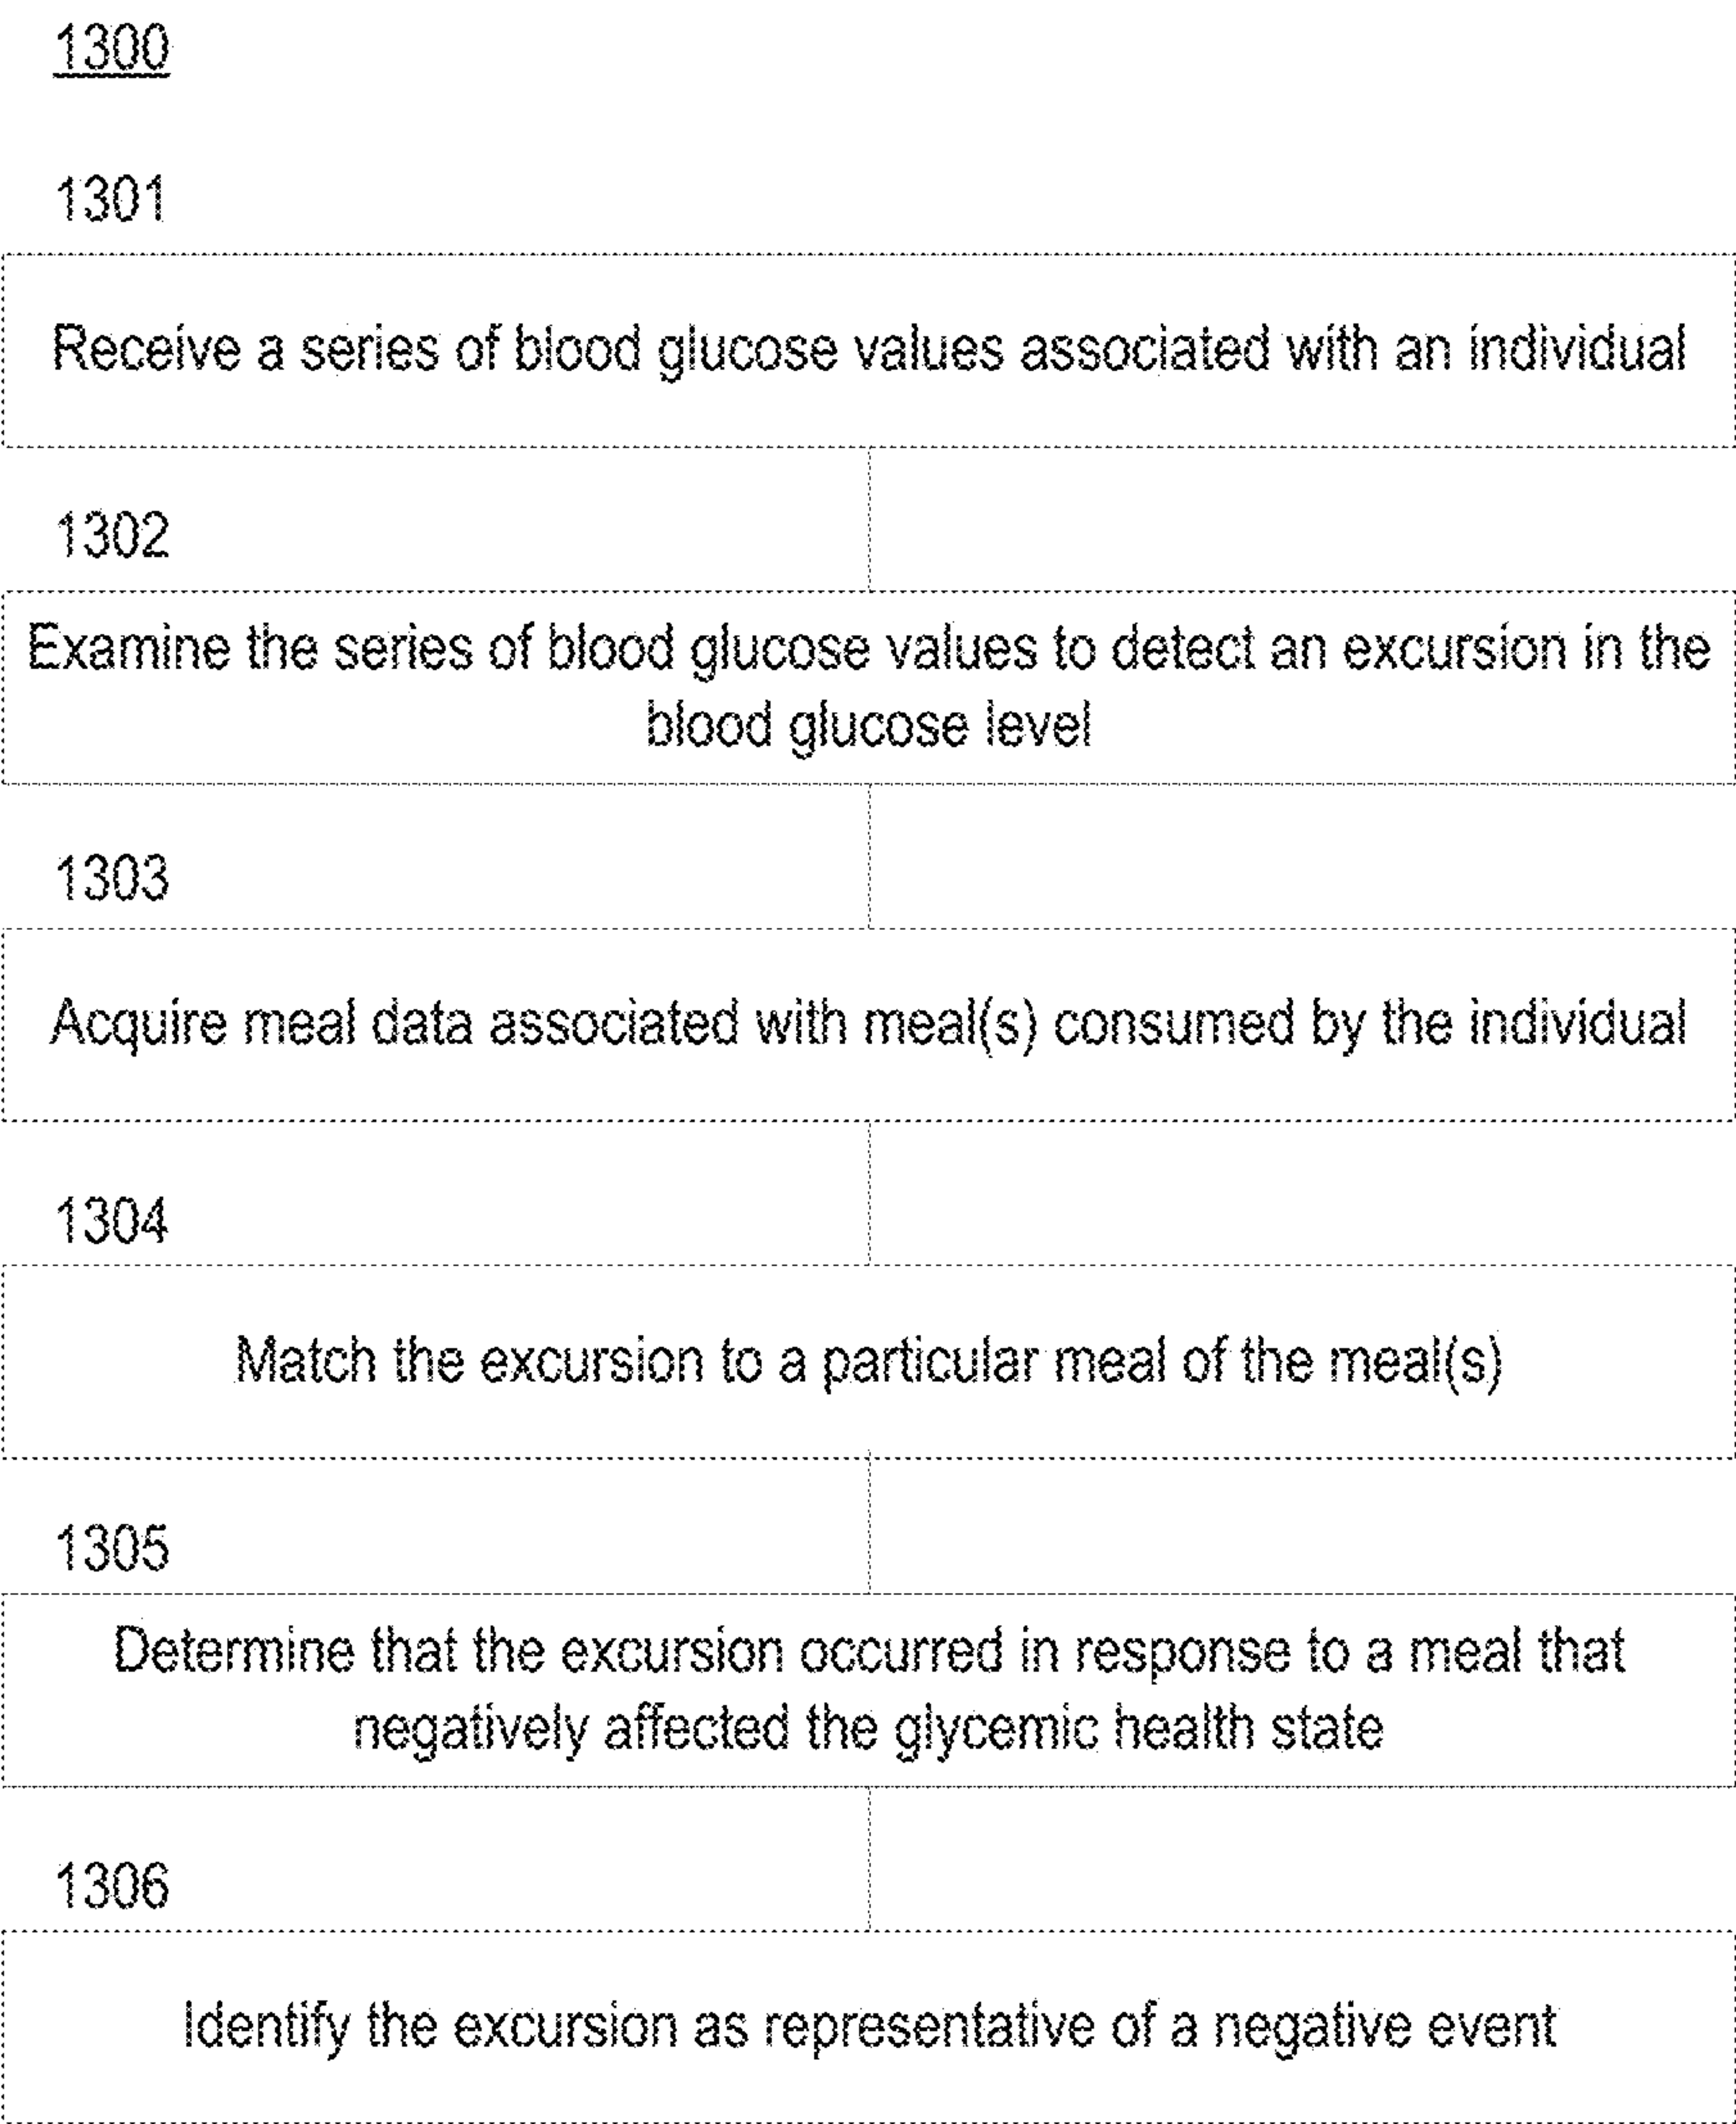 1300
1301
Receive a series of blood glucose values associated with an individual
1302
Examine the series of blood glucose values to detect an excursion in the
blood glucose level
1303
Acquire meal data associated with meal(s) consumed by the individual
1304
Match the excursion to a particular meal of the meal(s)
1305
Determine that the excursion occurred in response to a meal that
negatively affected the glycemic health state
1306
Identify the excursion as representative of a negative event